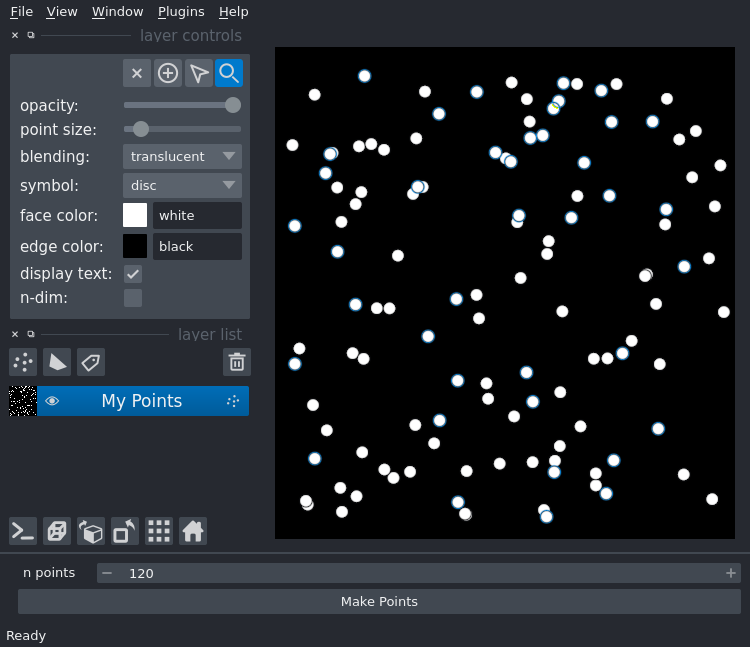 File View Window Plugins Help
layer controls
opacity:
point size:
blending: translucent
symbol: disc
face color: white
edge color: black
display text:
n-dim:
layer list
My Points
n points 120
Make Points
Ready